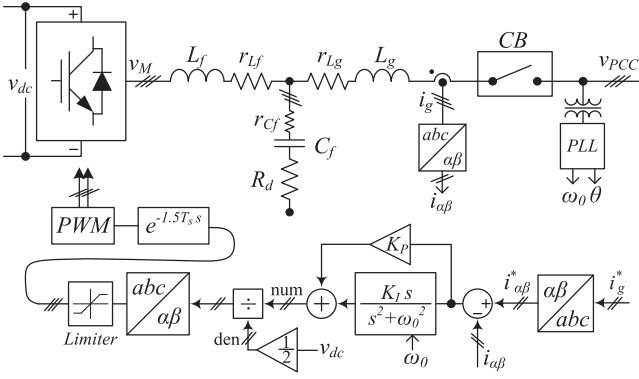 +
v_dc
−
v_M
L_f
r_Lf
r_Lg
L_g
CB
v_PCC
r_Cf
C_f
R_d
i_g
abc
αβ
i_αβ
PLL
ω_0 θ
PWM
e^-1.5T_s s
K_P
Limiter
abc
αβ
÷
num
den
1/2
v_dc
+
K_I s
s^2+ω_0^2
ω_0
+
−
i_αβ
i*_αβ
αβ
abc
i*_g